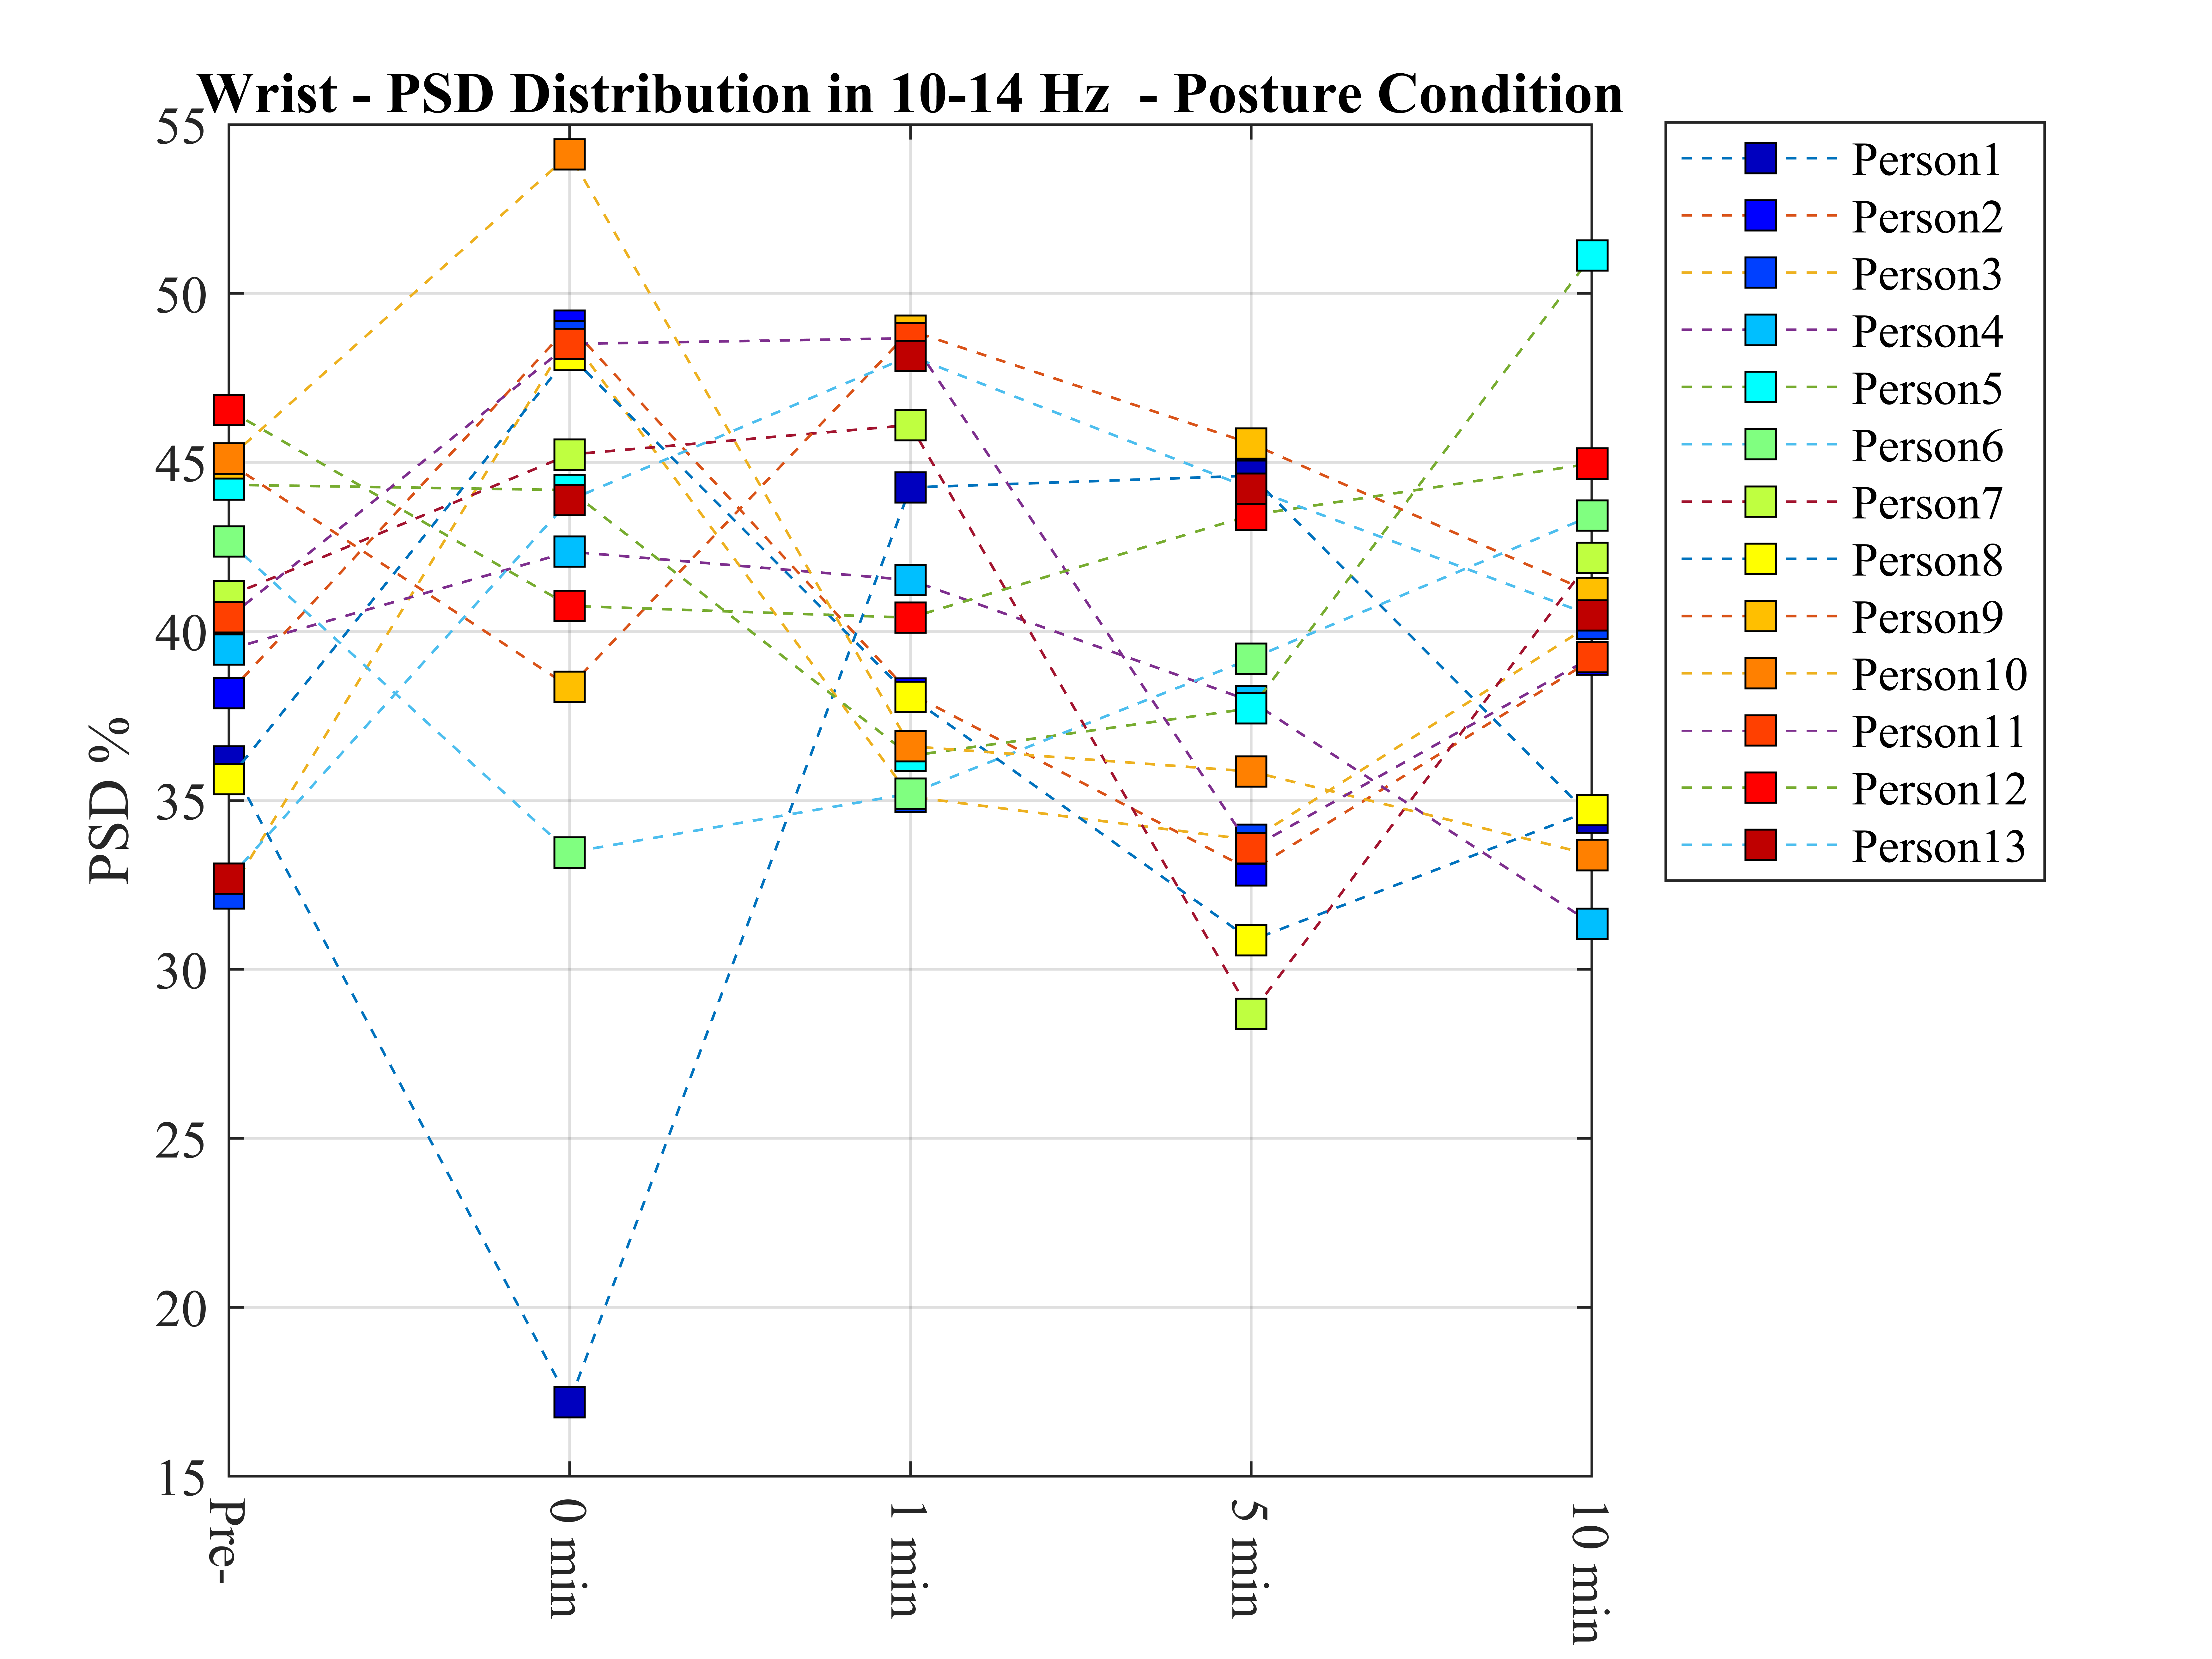 Wrist - PSD Distribution in 10-14 Hz - Posture Condition
PSD %
55
50
45
40
35
30
25
20
15
Pre-
0 min
1 min
5 min
10 min
Person1
Person2
Person3
Person4
Person5
Person6
Person7
Person8
Person9
Person10
Person11
Person12
Person13